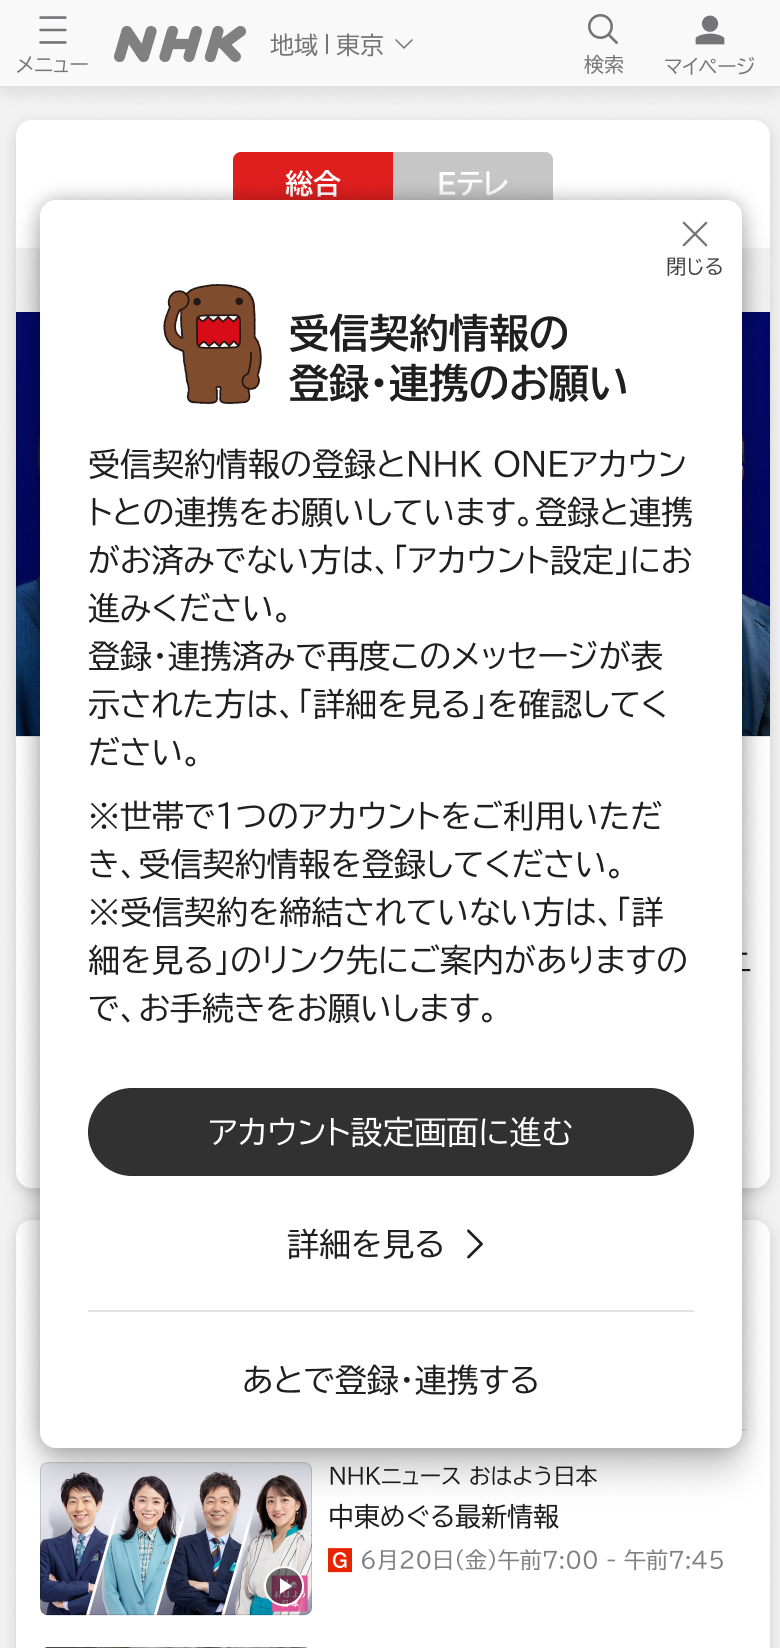 メニュー
NHK
地域 | 東京
検索
マイページ
総合
Eテレ
閉じる
受信契約情報の
登録・連携のお願い
受信契約情報の登録とNHK ONEアカウン
トとの連携をお願いしています。登録と連携
がお済みでない方は、「アカウント設定」にお
進みください。
登録・連携済みで再度このメッセージが表
示された方は、「詳細を見る」を確認してく
ださい。
※世帯で1つのアカウントをご利用いただ
き、受信契約情報を登録してください。
※受信契約を締結されていない方は、「詳
細を見る」のリンク先にご案内がありますの
で、お手続きをお願いします。
アカウント設定画面に進む
詳細を見る
あとで登録・連携する
NHKニュース おはよう日本
中東めぐる最新情報
G 6月20日(金)午前7:00 - 午前7:45